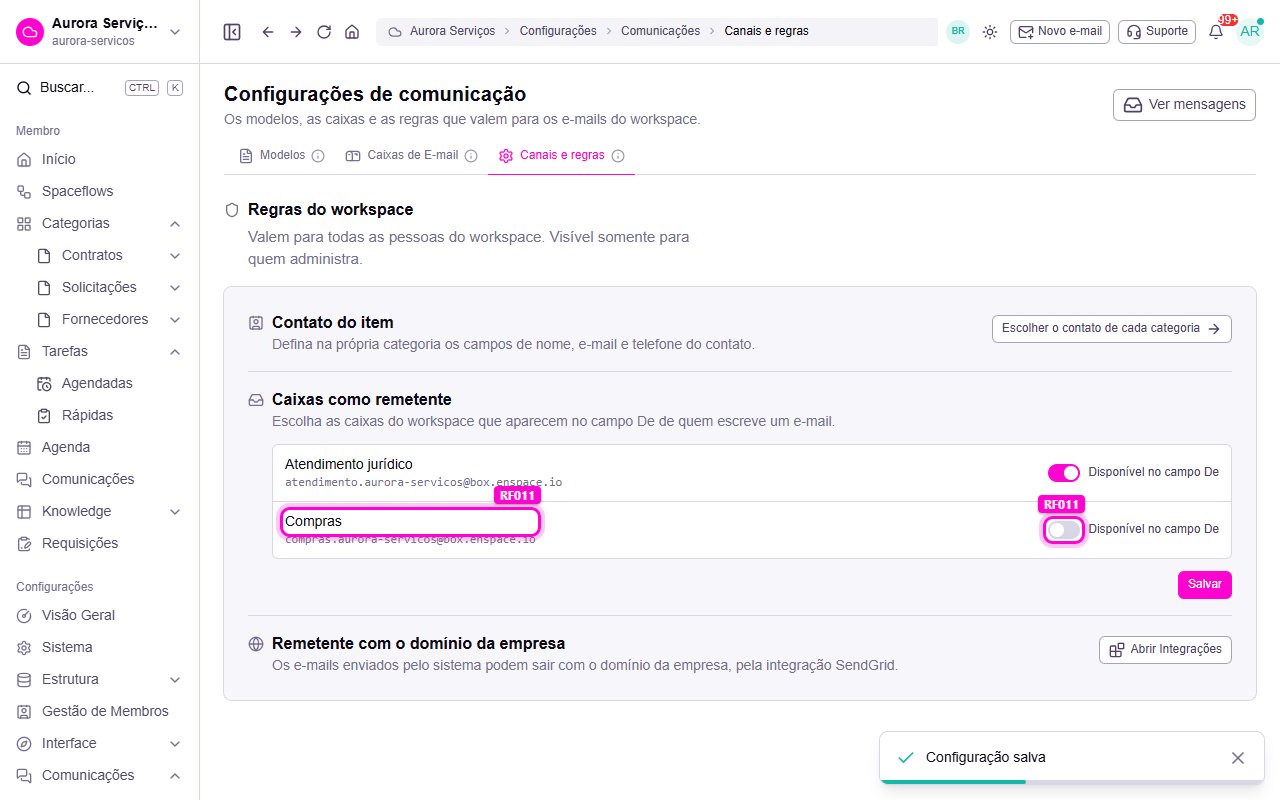 Aurora Serviç...
aurora-servicos
Buscar...
CTRL
K
Membro
Início
Spaceflows
Categorias
Contratos
Solicitações
Fornecedores
Tarefas
Agendadas
Rápidas
Agenda
Comunicações
Knowledge
Requisições
Configurações
Visão Geral
Sistema
Estrutura
Gestão de Membros
Interface
Comunicações
Aurora Serviços
Configurações
Comunicações
Canais e regras
BR
Novo e-mail
Suporte
99+
AR
Configurações de comunicação
Os modelos, as caixas e as regras que valem para os e-mails do workspace.
Ver mensagens
Modelos
Caixas de E-mail
Canais e regras
Regras do workspace
Valem para todas as pessoas do workspace. Visível somente para
quem administra.
Contato do item
Defina na própria categoria os campos de nome, e-mail e telefone do contato.
Escolher o contato de cada categoria
Caixas como remetente
Escolha as caixas do workspace que aparecem no campo De de quem escreve um e-mail.
Atendimento jurídico
atendimento.aurora-servicos@box.enspace.io
Disponível no campo De
RF011
RF011
Compras
compras.aurora-servicos@box.enspace.io
Disponível no campo De
Salvar
Remetente com o domínio da empresa
Os e-mails enviados pelo sistema podem sair com o domínio da empresa, pela integração SendGrid.
Abrir Integrações
Configuração salva